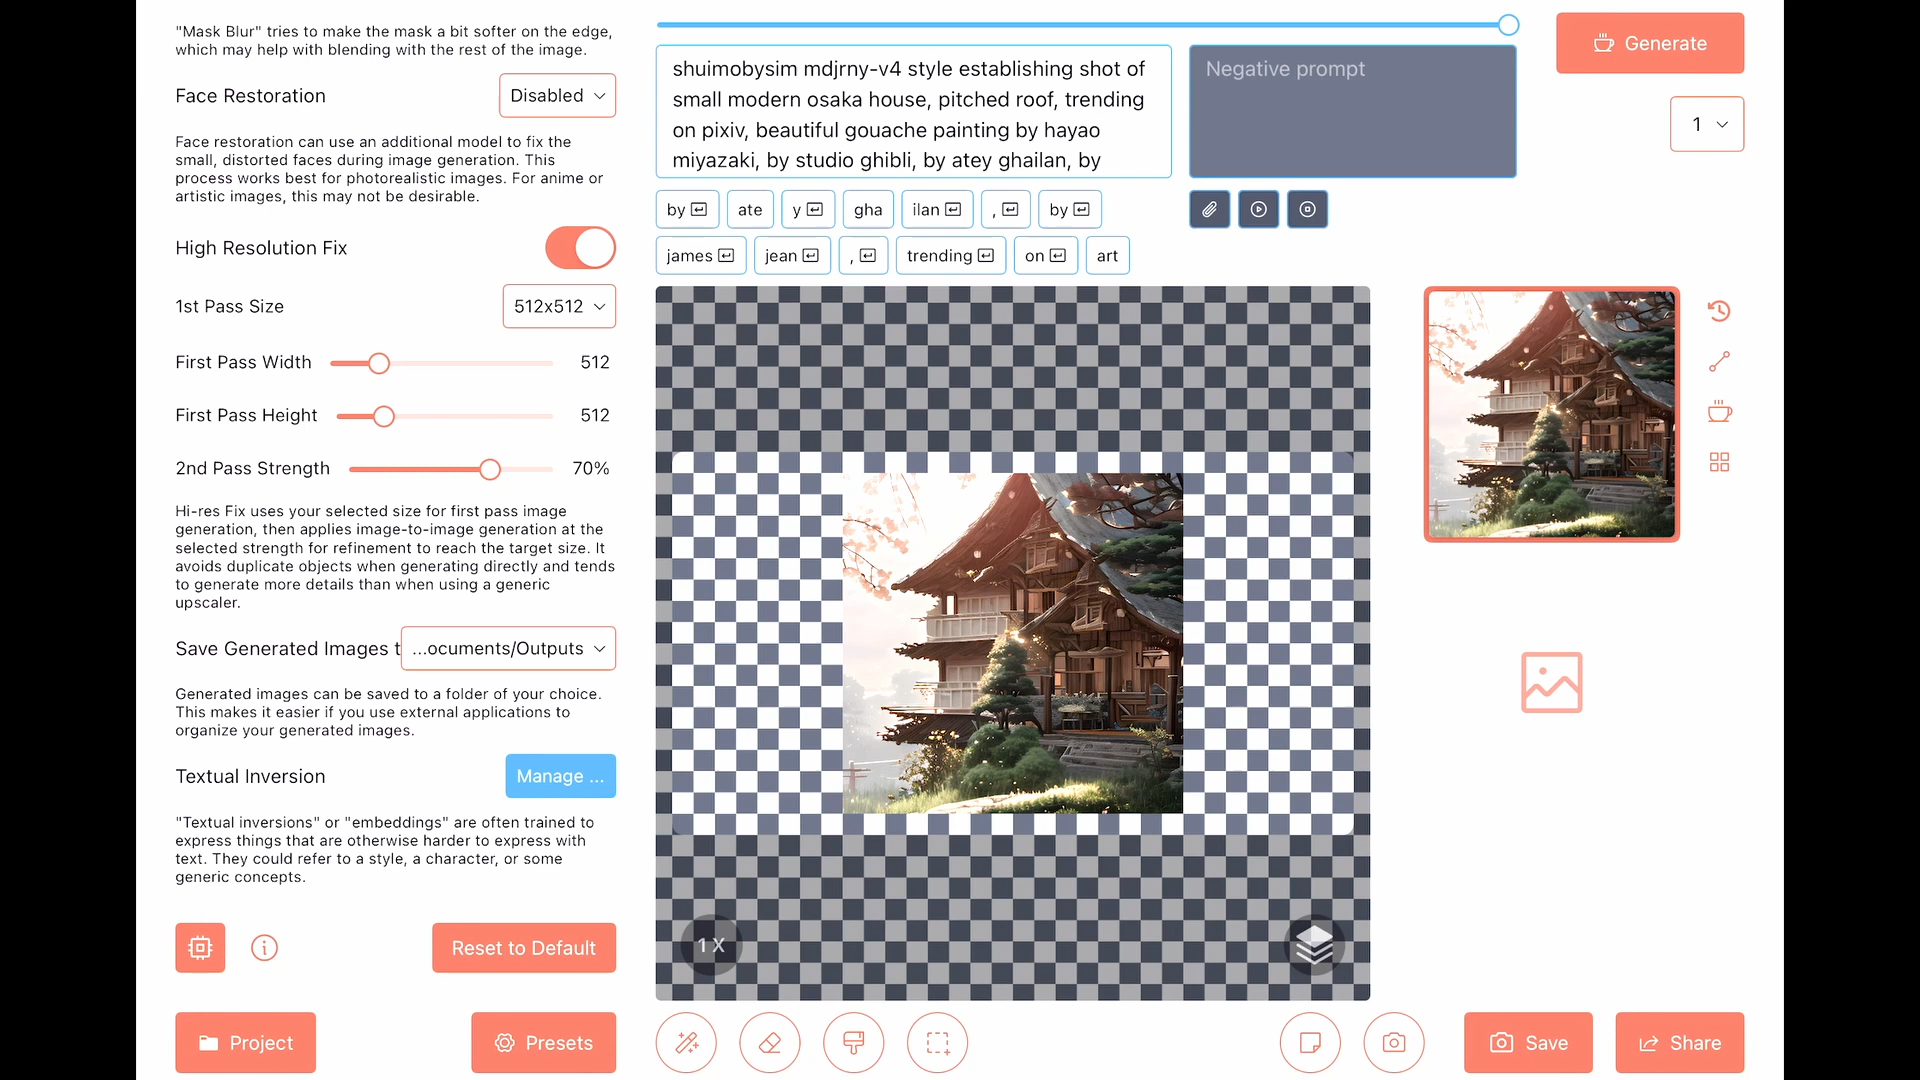 "Mask Blur" tries to make the mask a bit softer on the edge,
which may help with blending with the rest of the image.
Face Restoration
Disabled
Face restoration can use an additional model to fix the
small, distorted faces during image generation. This
process works best for photorealistic images. For anime or
artistic images, this may not be desirable.
High Resolution Fix
1st Pass Size
512x512
First Pass Width
512
First Pass Height
512
2nd Pass Strength
70%
Hi-res Fix uses your selected size for first pass image
generation, then applies image-to-image generation at the
selected strength for refinement to reach the target size. It
avoids duplicate objects when generating directly and tends
to generate more details than when using a generic
upscaler.
Save Generated Images t
...ocuments/Outputs
Generated images can be saved to a folder of your choice.
This makes it easier if you use external applications to
organize your generated images.
Textual Inversion
Manage ...
"Textual inversions" or "embeddings" are often trained to
express things that are otherwise harder to express with
text. They could refer to a style, a character, or some
generic concepts.
Reset to Default
Project
Presets
shuimobysim mdjrny-v4 style establishing shot of
small modern osaka house, pitched roof, trending
on pixiv, beautiful gouache painting by hayao
miyazaki, by studio ghibli, by atey ghailan, by
Negative prompt
by ate y gha ilan , by
james jean , trending on art
1 X
Generate
1
Save
Share